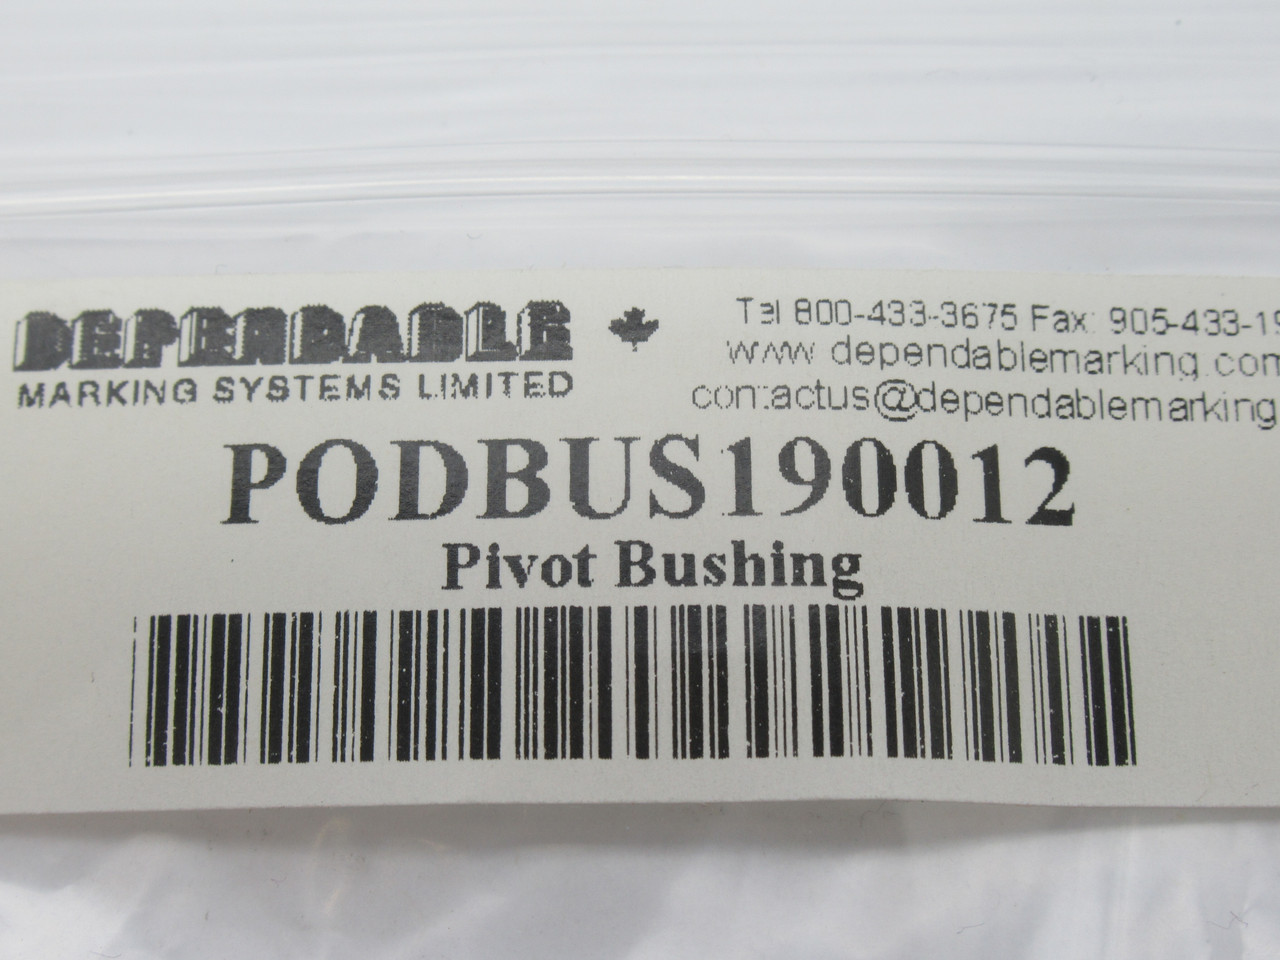 DEPENDABLE
MARKING SYSTEMS LIMITED
Tel 800-433-3675 Fax: 905-433-19
www.dependablemarking.com
contactus@dependablemarking
PODBUS190012
Pivot Bushing